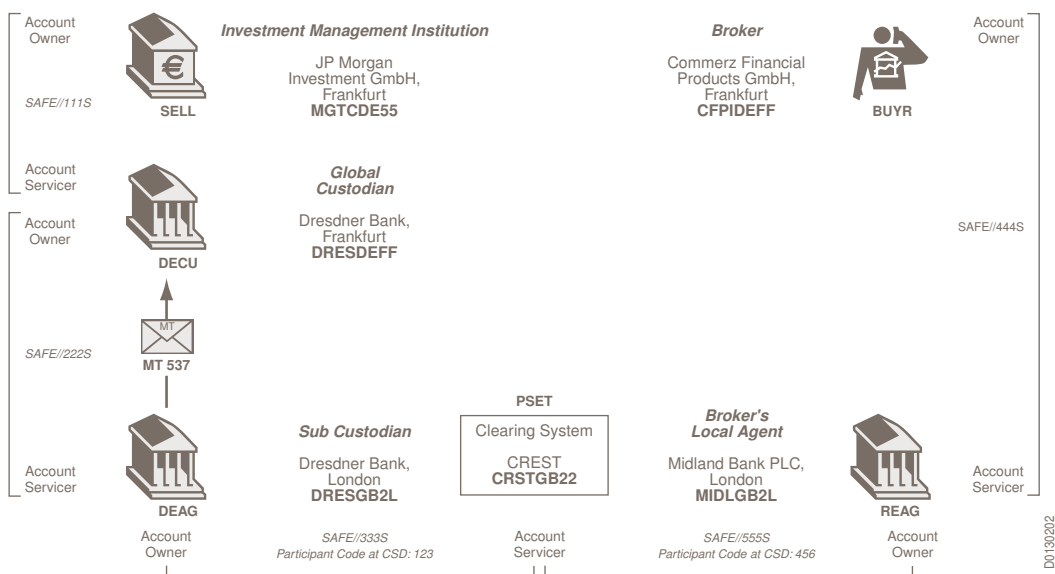 Account
Owner
Investment Management Institution
Broker
Account
Owner
JP Morgan
Investment GmbH,
Frankfurt
MGTCDE55
Commerz Financial
Products GmbH,
Frankfurt
CFPIDEFF
€
SAFE//111S
SELL
BUYR
Account
Servicer
Global
Custodian
Account
Owner
Dresdner Bank,
Frankfurt
DRESDEFF
SAFE//444S
DECU
MT
SAFE//222S
MT 537
PSET
Sub Custodian
Clearing System
Broker's
Local Agent
Account
Servicer
Dresdner Bank,
London
DRESGB2L
CREST
CRSTGB22
Midland Bank PLC,
London
MIDLGB2L
Account
Servicer
DEAG
REAG
Account
Owner
SAFE//333S
Participant Code at CSD: 123
Account
Servicer
SAFE//555S
Participant Code at CSD: 456
Account
Owner
D0130202